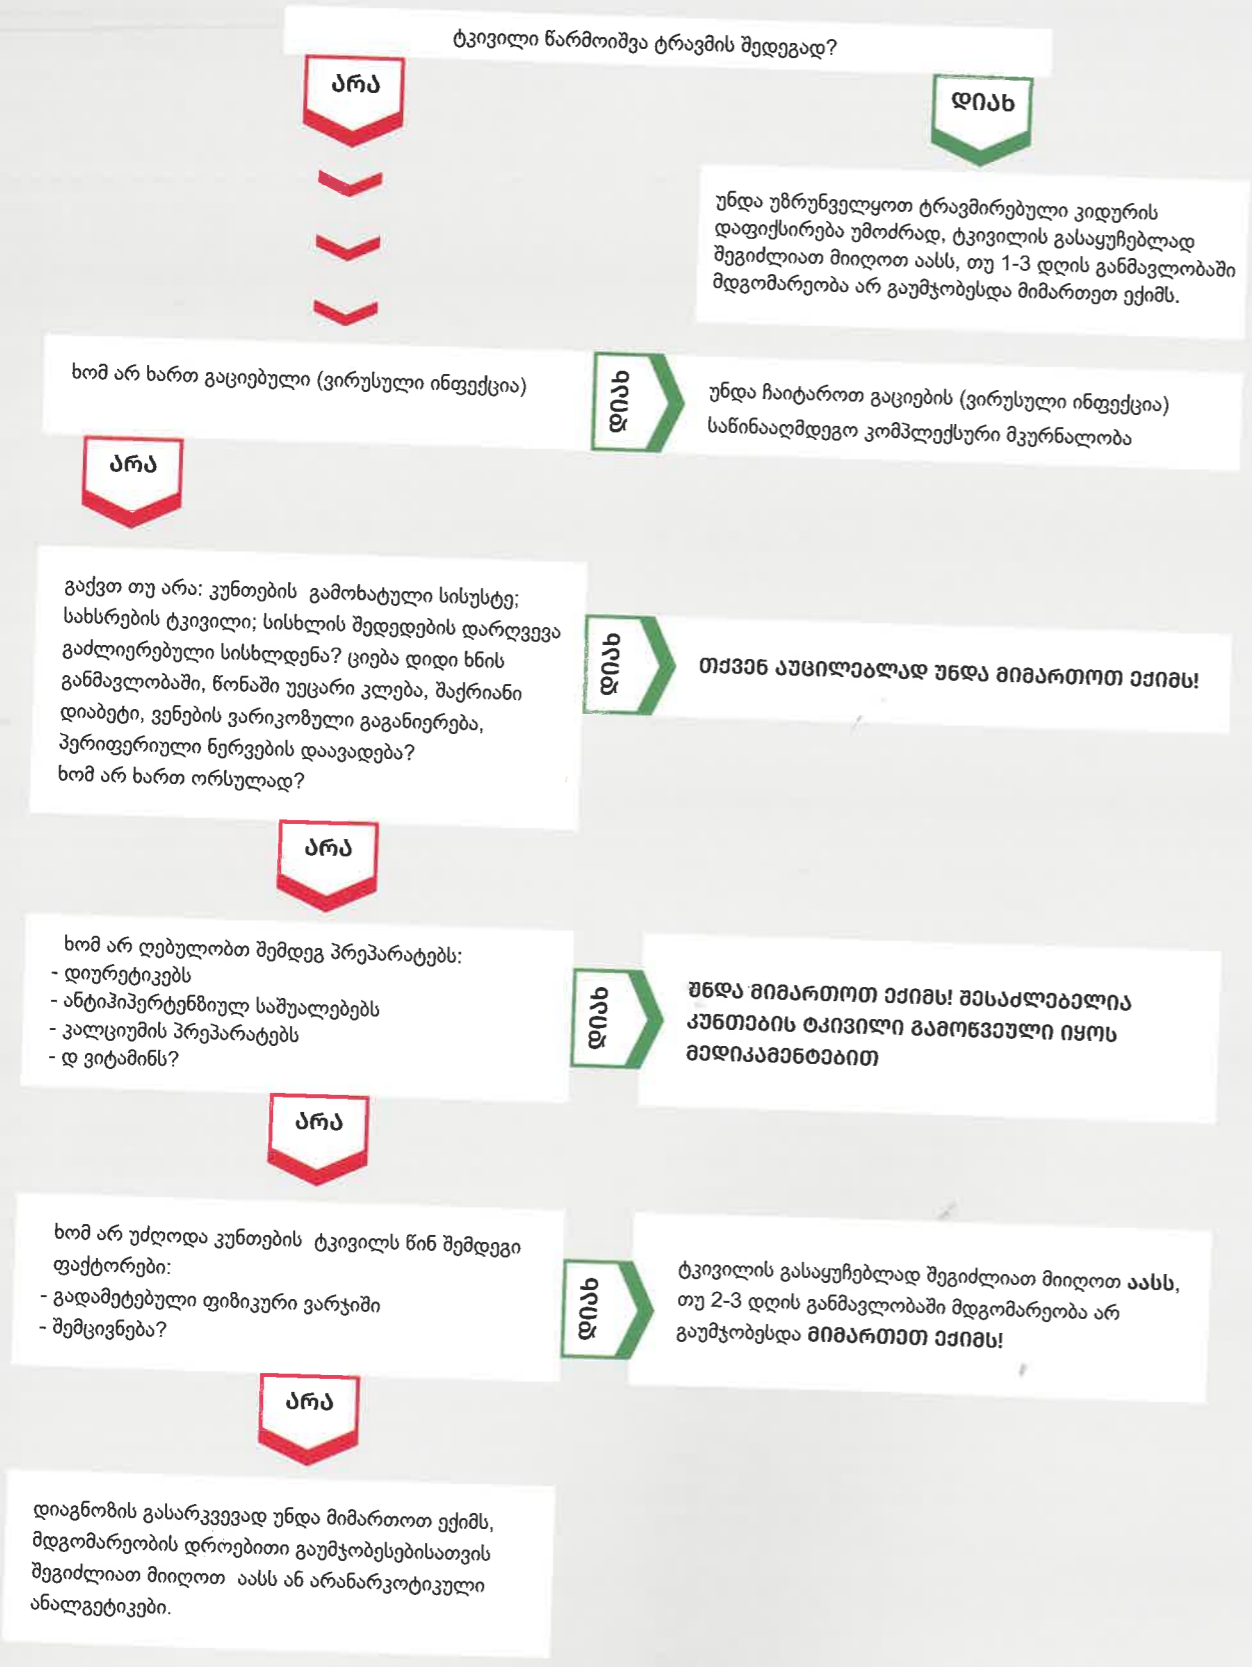 ტკივილი წარმოიშვა ტრავმის შედეგად?
არა
დიახ
უნდა უზრუნველყოთ ტრავმირებული კიდურის
დაფიქსირება უმოძრად, ტკივილის გასაყუჩებლად
შეგიძლიათ მიიღოთ აასს, თუ 1-3 დღის განმავლობაში
მდგომარეობა არ გაუმჯობესდა მიმართეთ ექიმს.
ხომ არ ხართ გაციებული (ვირუსული ინფექცია)
დიახ
უნდა ჩაიტაროთ გაციების (ვირუსული ინფექცია)
საწინააღმდეგო კომპლექსური მკურნალობა
არა
გაქვთ თუ არა: კუნთების გამოხატული სისუსტე;
სახსრების ტკივილი; სისხლის შედედების დარღვევა
გაძლიერებული სისხლდენა? ციება დიდი ხნის
განმავლობაში, წონაში უეცარი კლება, შაქრიანი
დიაბეტი, ვენების ვარიკოზული გაგანიერება,
პერიფერიული ნერვების დაავადება?
ხომ არ ხართ ორსულად?
დიახ
თქვენ აუცილებლად უნდა მიმართოთ ექიმს!
არა
ხომ არ ღებულობთ შემდეგ პრეპარატებს:
- დიურეტიკებს
- ანტიჰიპერტენზიულ საშუალებებს
- კალციუმის პრეპარატებს
- დ ვიტამინს?
დიახ
უნდა მიმართოთ ექიმს! შესაძლებელია
კუნთების ტკივილი გამოწვეული იყოს
მედიკამენტებით
არა
ხომ არ უძღოდა კუნთების ტკივილს წინ შემდეგი
ფაქტორები:
- გადამეტებული ფიზიკური ვარჯიში
- შემცივნება?
დიახ
ტკივილის გასაყუჩებლად შეგიძლიათ მიიღოთ აასს,
თუ 2-3 დღის განმავლობაში მდგომარეობა არ
გაუმჯობესდა მიმართეთ ექიმს!
არა
დიაგნოზის გასარკვევად უნდა მიმართოთ ექიმს,
მდგომარეობის დროებითი გაუმჯობესებისათვის
შეგიძლიათ მიიღოთ აასს ან არანარკოტიკული
ანალგეტიკები.